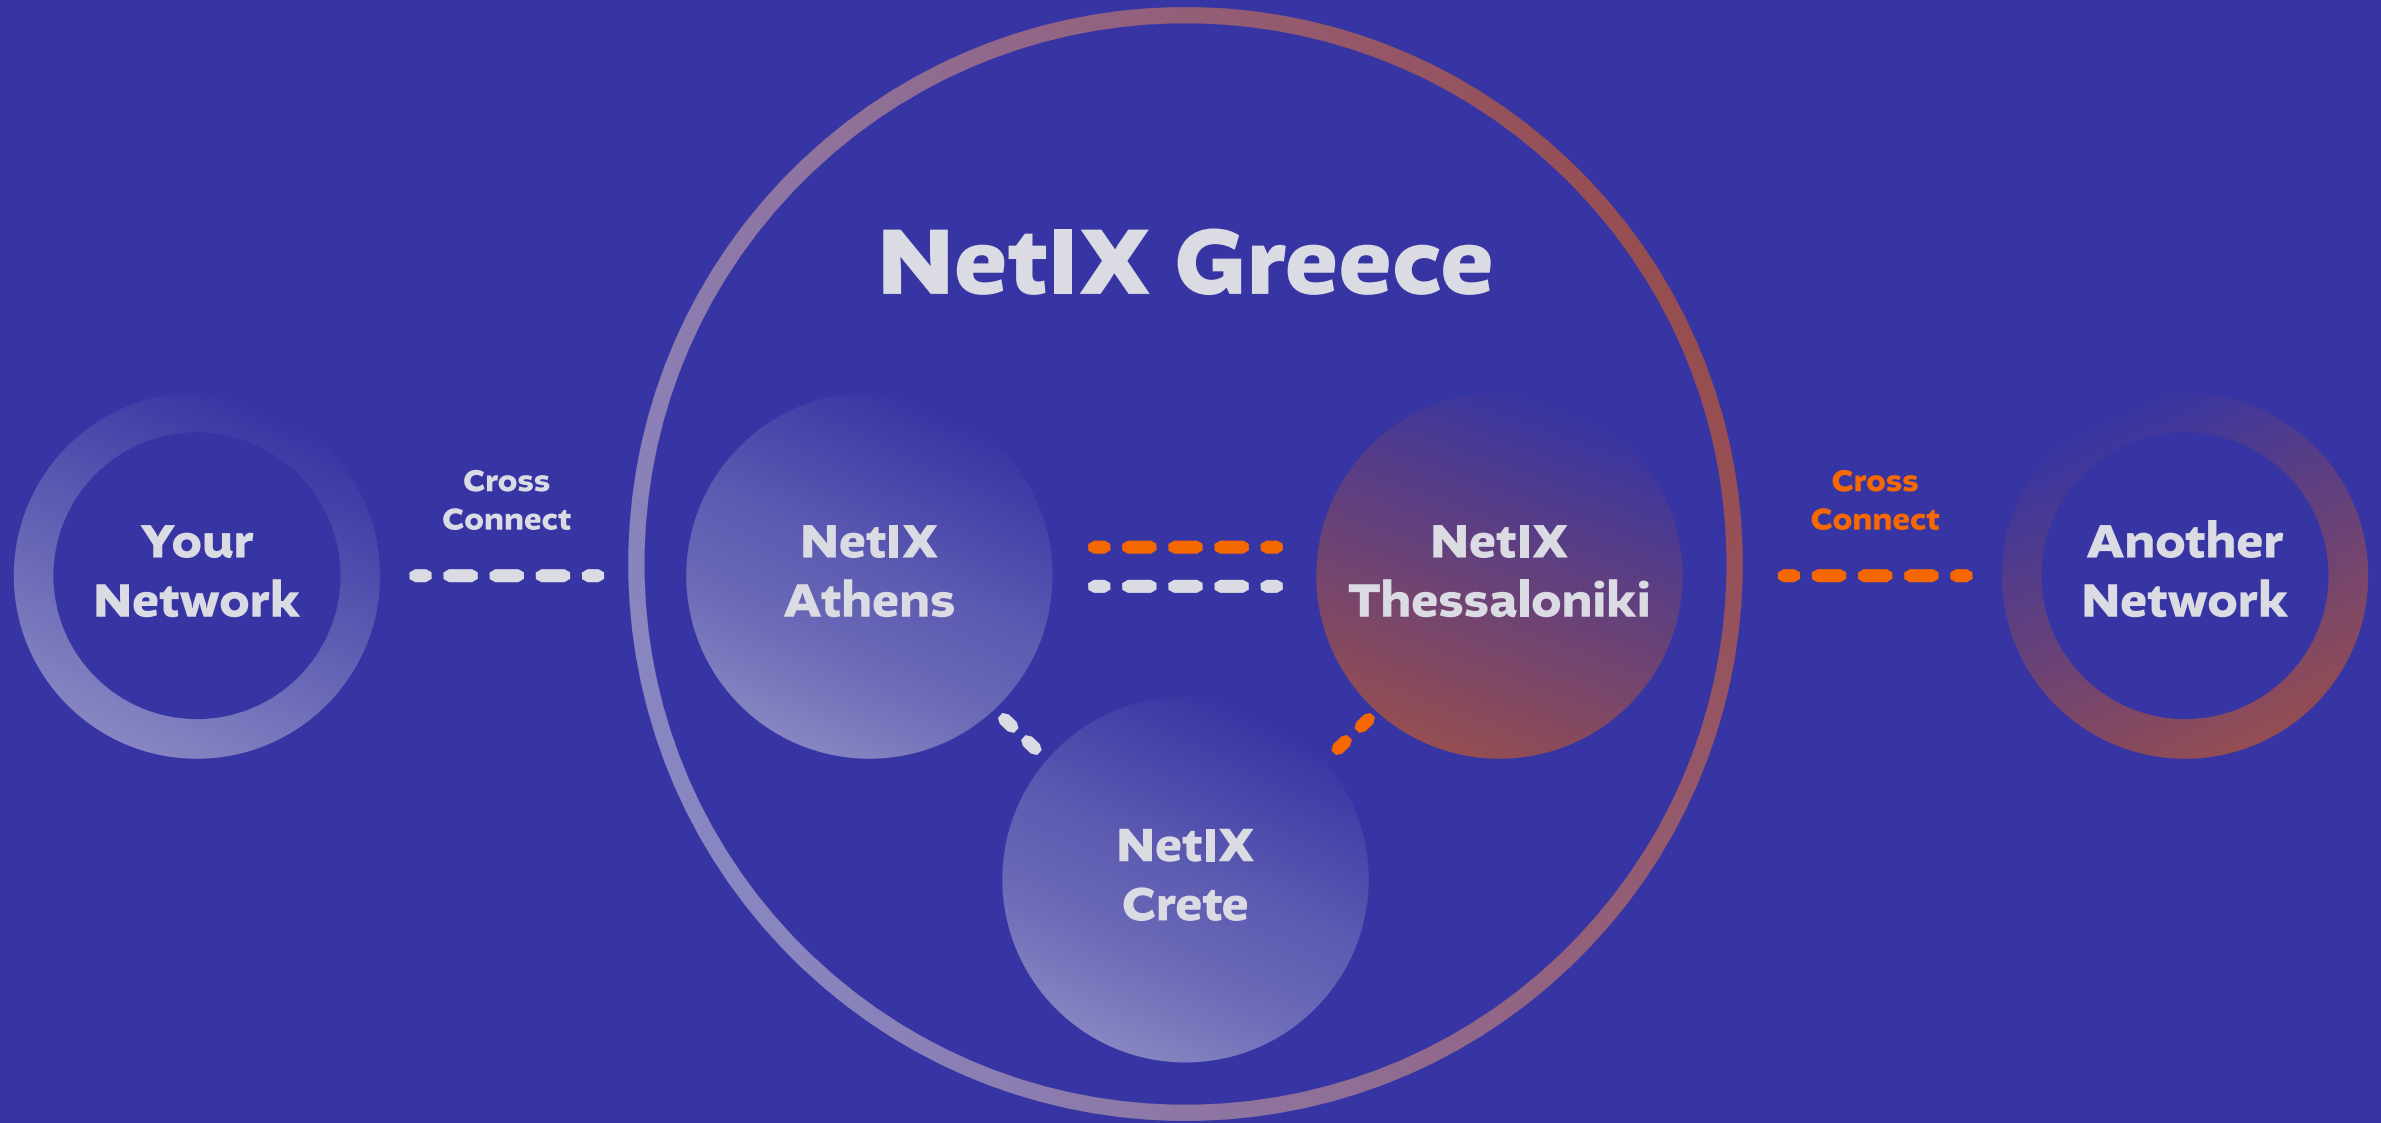 NetIX Greece
Your
Network
Cross
Connect
NetIX
Athens
NetIX
Thessaloniki
Cross
Connect
Another
Network
NetIX
Crete